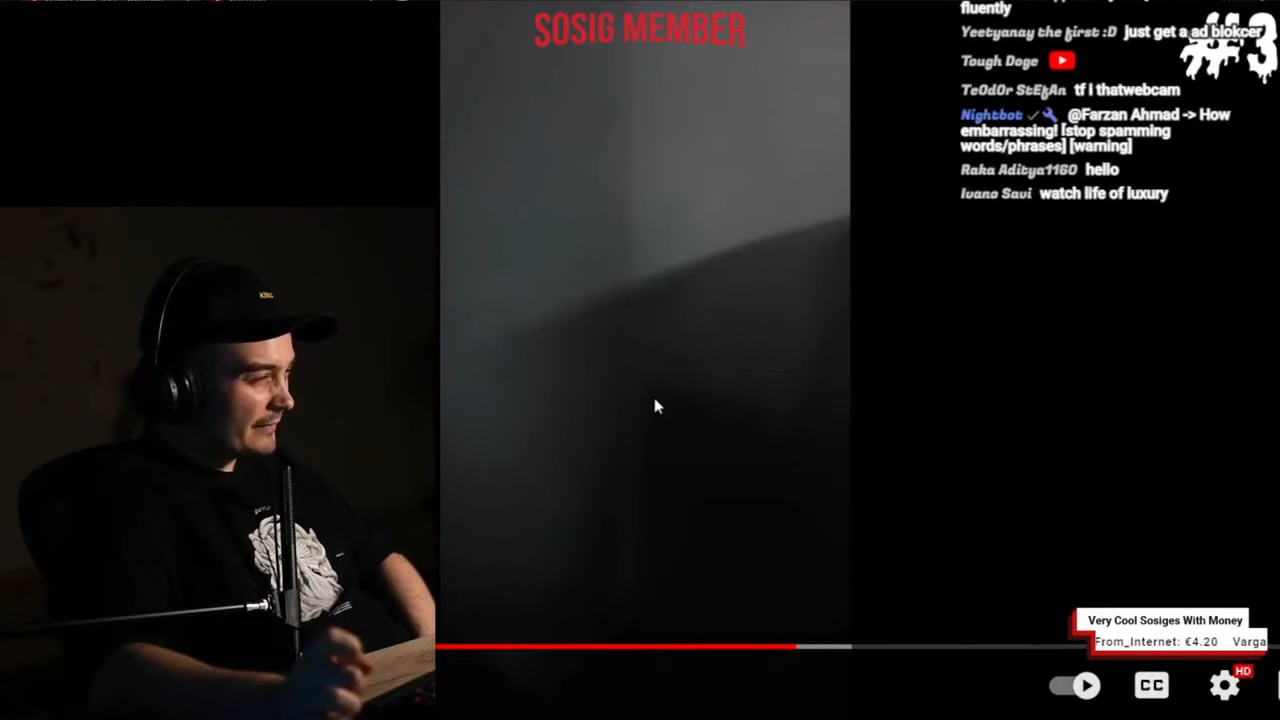 SOSIG MEMBER
fluently
Yeetyanay the first :D just get a ad blokcer
#3
Tough Doge
TeOdOr StEfAn tf i thatwebcam
Nightbot @Farzan Ahmad -> How
embarrassing! [stop spamming
words/phrases] [warning]
Raka Aditya1160 hello
Ivano Savi watch life of luxury
Very Cool Sosiges With Money
From_Internet: €4.20 Varga
CC
HD